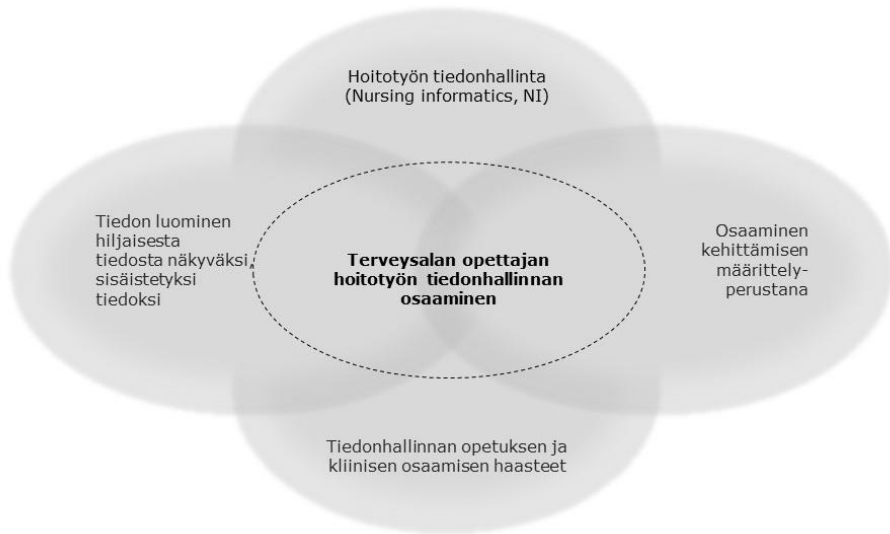 Hoitotyön tiedonhallinta
(Nursing informatics, NI)
Tiedon luominen
hiljaisesta
tiedosta näkyväksi,
sisäistetyksi
tiedoksi
Terveysalan opettajan
hoitotyön tiedonhallinnan
osaaminen
Osaaminen
kehittämisen
määrittely-
perustana
Tiedonhallinnan opetuksen ja
kliinisen osaamisen haasteet